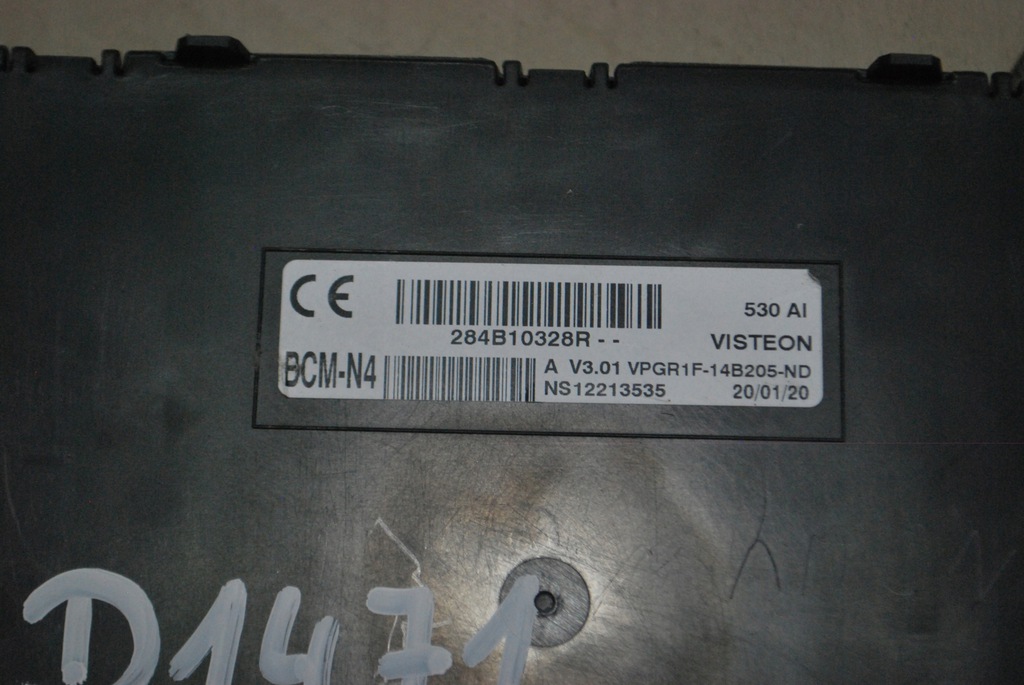 CE
284B10328R - -
530 AI
VISTEON
BCM-N4
A V3.01 VPGR1F-14B205-ND
NS12213535
20/01/20
D1471